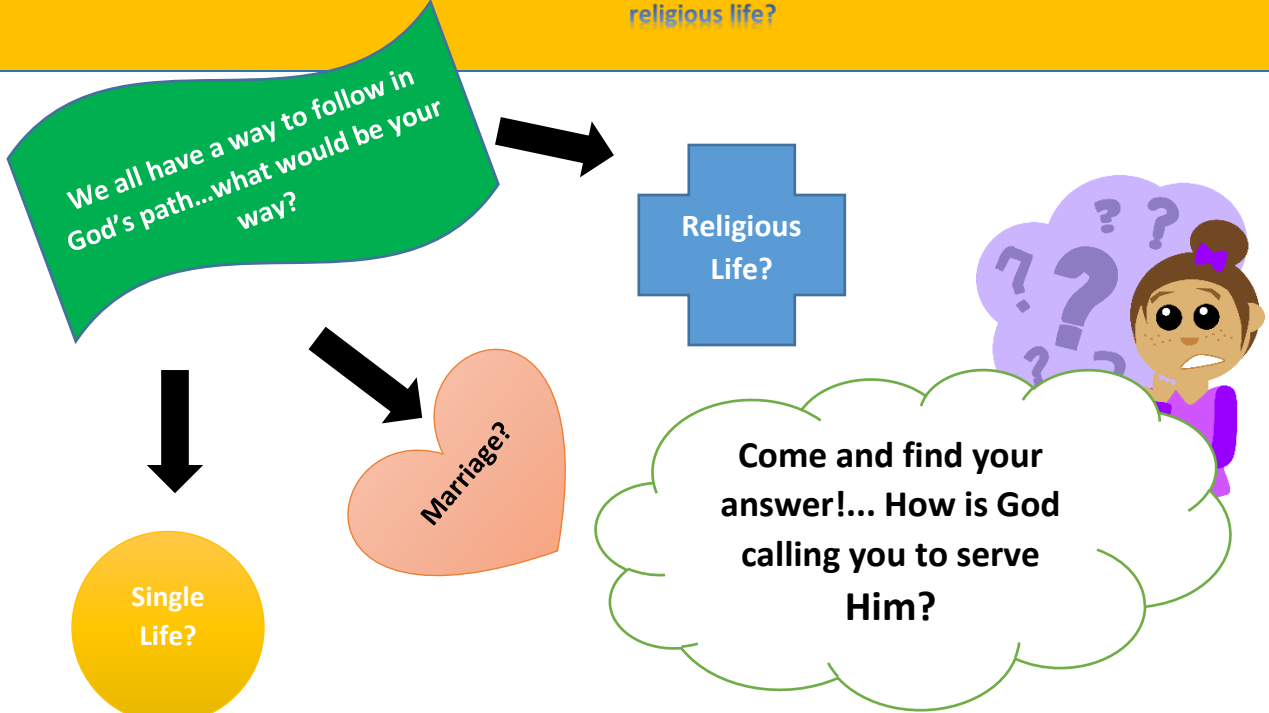 religious life?
We all have a way to follow in
God’s path...what would be your
way?
Religious
Life?
Marriage?
Single
Life?
Come and find your
answer!... How is God
calling you to serve
Him?
? ? ? ? ? ?